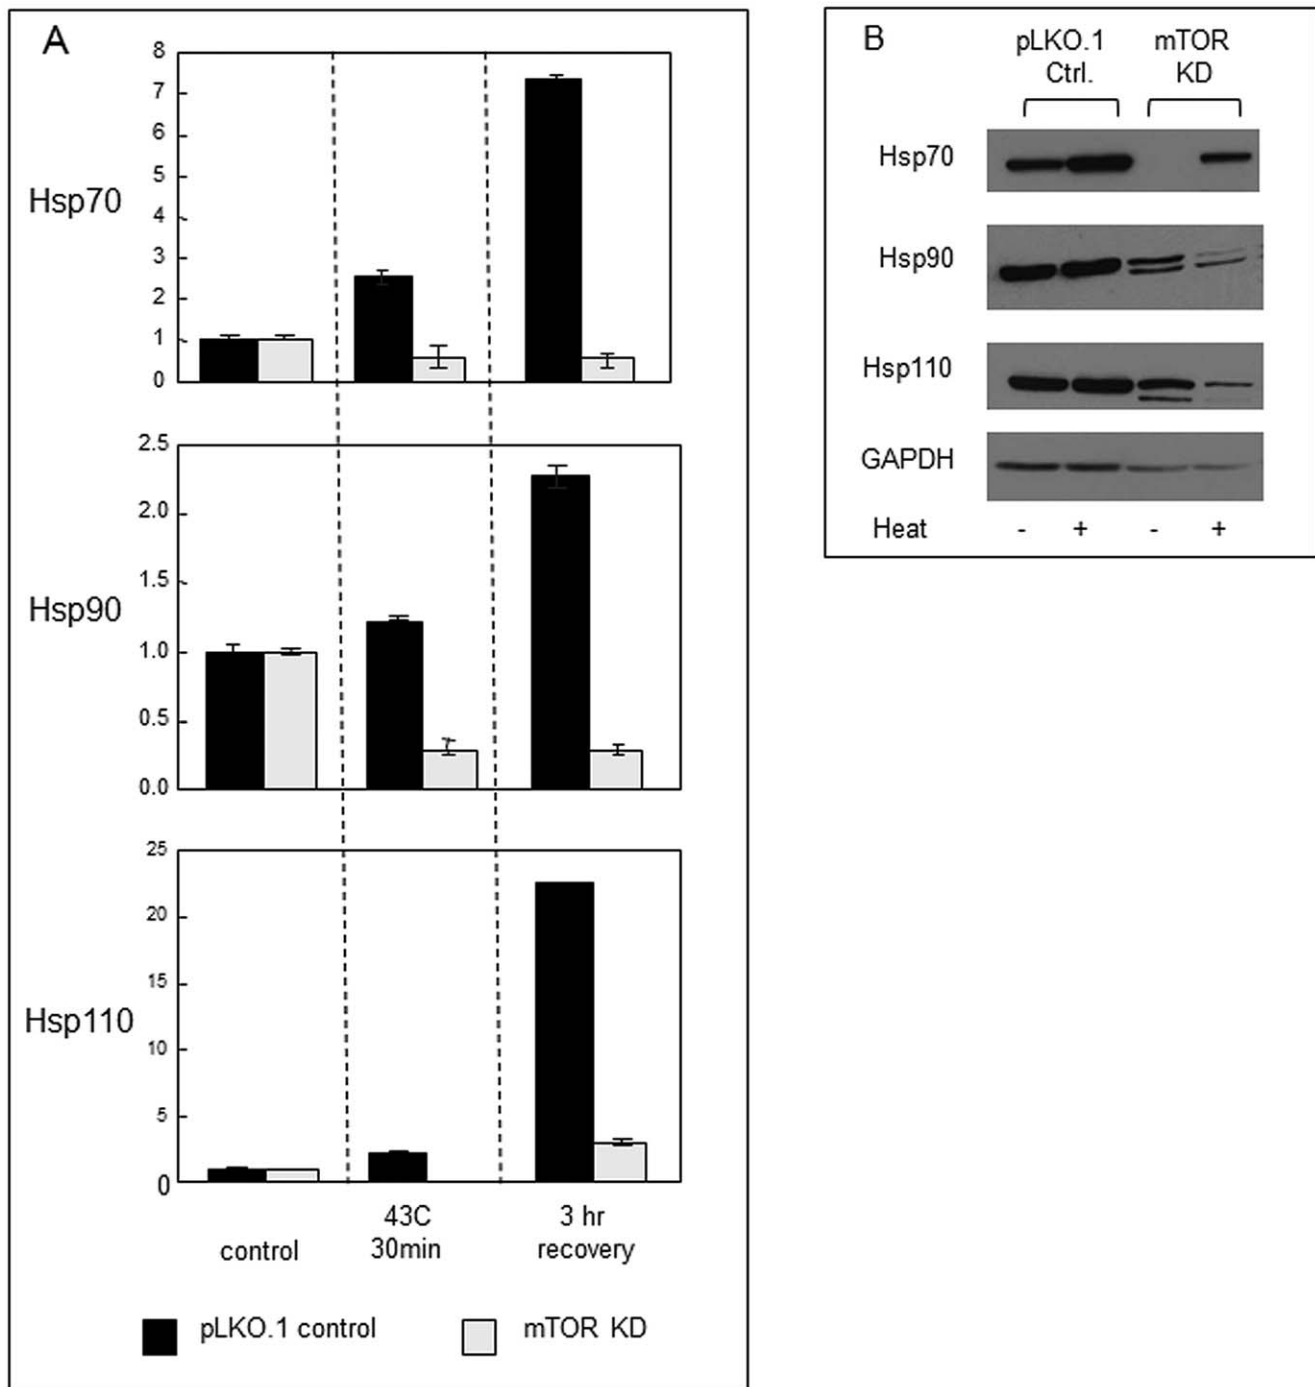 A
Hsp70
8
7
6
5
4
3
2
1
0
Hsp90
2.5
2.0
1.5
1.0
0.5
0.0
Hsp110
25
20
15
10
5
0
control
43C
30min
3 hr
recovery
pLKO.1 control
mTOR KD
B
pLKO.1
Ctrl.
mTOR
KD
Hsp70
Hsp90
Hsp110
GAPDH
Heat - + - +